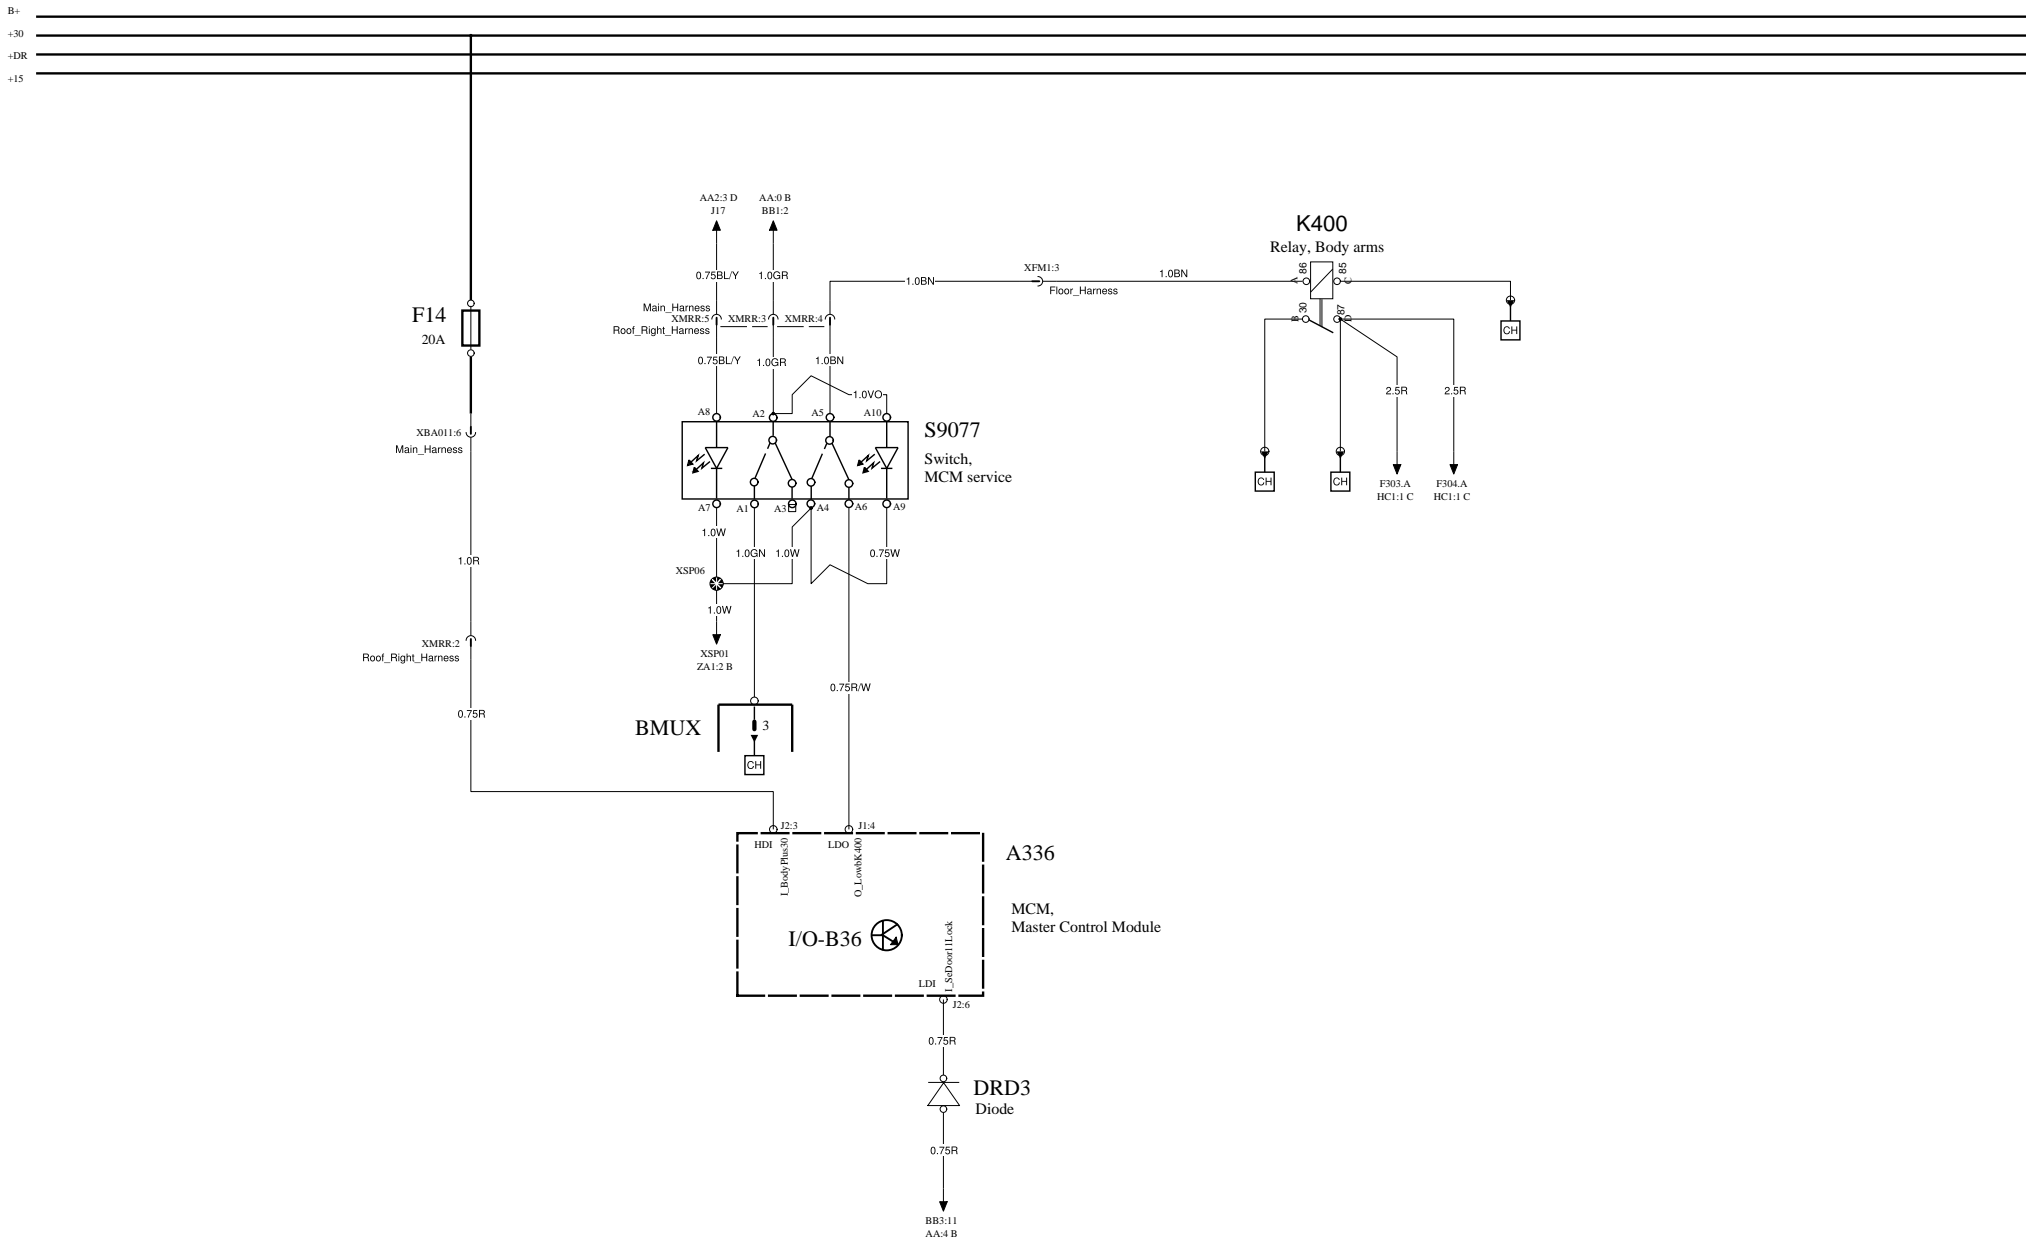 B+
+30
+DR
+15
AA2:3 D
J17
AA:0 B
BB1:2
K400
Relay, Body arms
0.75BL/Y
1.0GR
1.0BN
XFM1:3
Floor_Harness
1.0BN
A 86
85 C
B 30
87 D
CH
F14
20A
Main_Harness
XMRR:5
XMRR:3
XMRR:4
Roof_Right_Harness
0.75BL/Y
1.0GR
1.0BN
1.0VO
2.5R
2.5R
A8
A2
A5
A10
XBA011:6
Main_Harness
S9077
Switch,
MCM service
CH
CH
F303.A
HC1:1 C
F304.A
HC1:1 C
A7
A1
A3
A4
A6
A9
1.0W
1.0GN
1.0W
0.75W
1.0R
XSP06
1.0W
XMRR:2
Roof_Right_Harness
XSP01
ZA1:2 B
0.75R/W
0.75R
BMUX
3
CH
J2:3
J1:4
HDI
I_BodyPlus30
LDO
O_LowbK400
A336
MCM,
Master Control Module
I/O-B36
LDI
I_SeDoor11Lock
J2:6
0.75R
DRD3
Diode
0.75R
BB3:11
AA:4 B